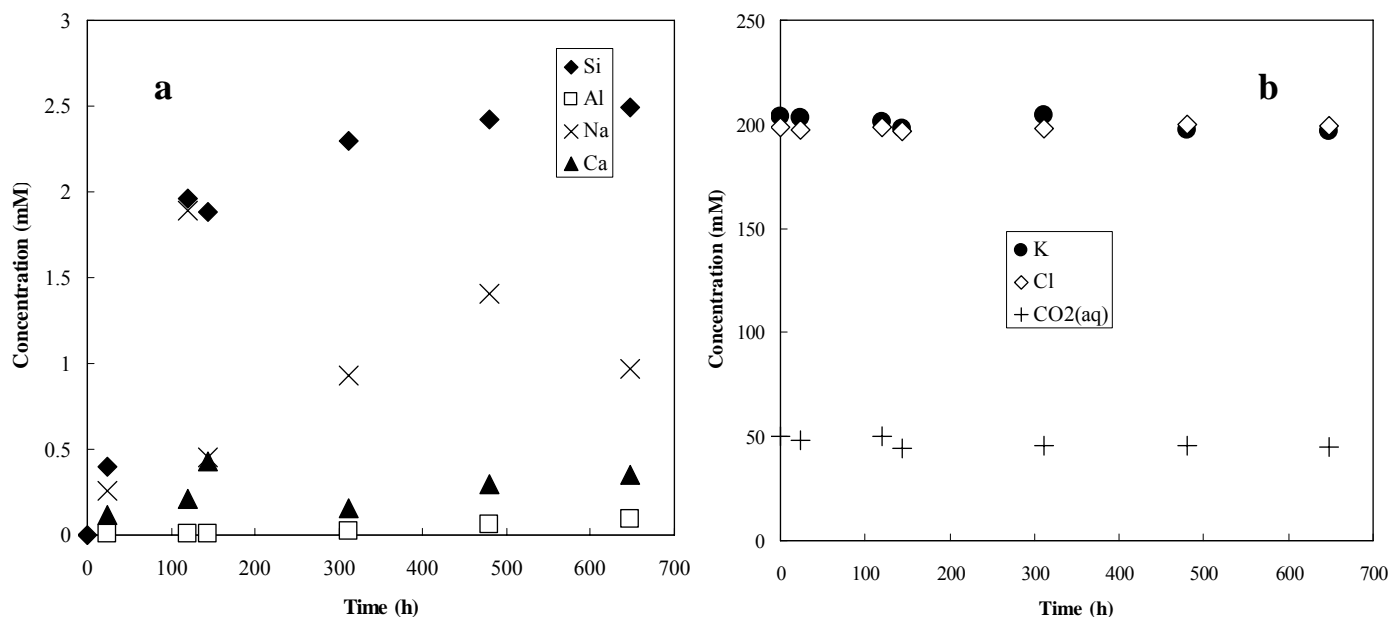 3
2.5
2
1.5
1
0.5
0
Concentration (mM)
a
Si
Al
Na
Ca
0 100 200 300 400 500 600 700
Time (h)
250
200
150
100
50
0
Concentration (mM)
b
K
Cl
CO2(aq)
0 100 200 300 400 500 600 700
Time (h)